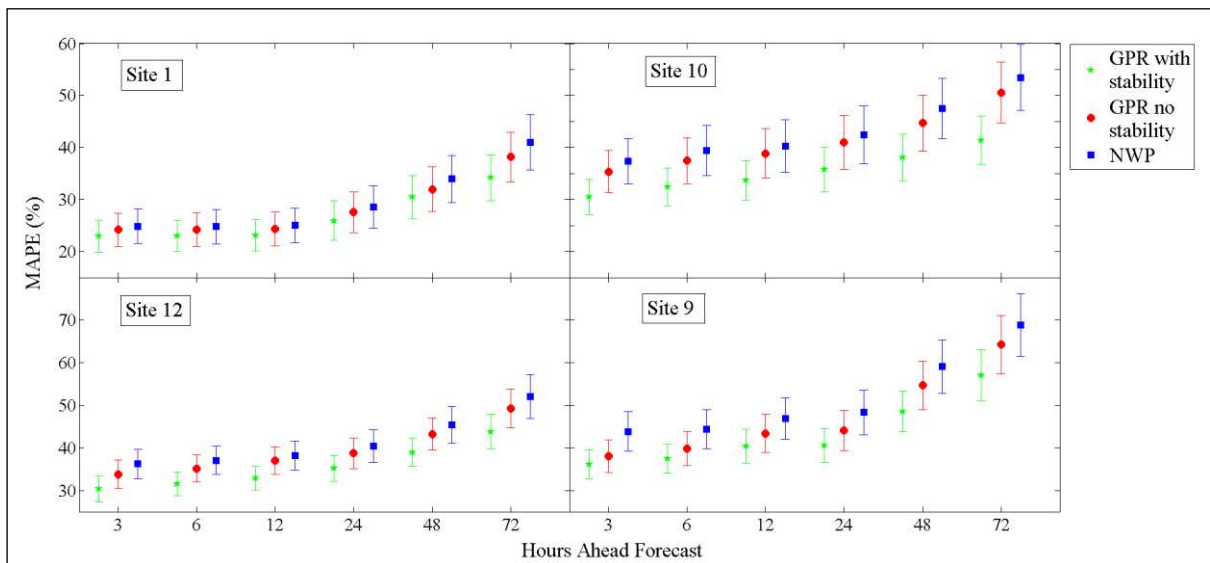 60
50
40
30
20
MAPE (%)
Site 1
Site 10
GPR with
stability
GPR no
stability
NWP
70
60
50
40
30
Site 12
Site 9
3 6 12 24 48 72 3 6 12 24 48 72
Hours Ahead Forecast